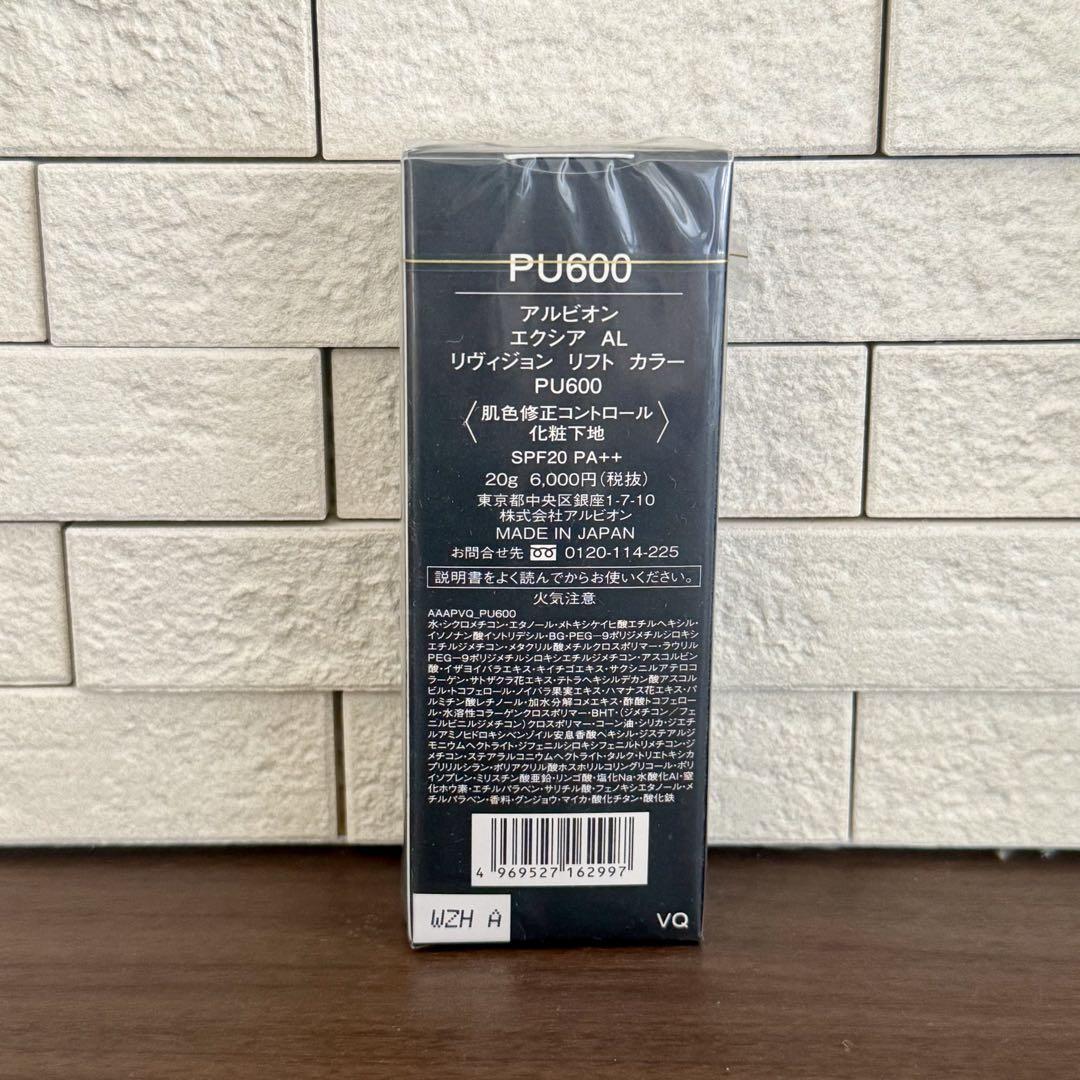 PU600
アルビオン
エクシア AL
リヴィジョン リフト カラー
PU600
〈肌色修正コントロール
化粧下地〉
SPF20 PA++
20g 6,000円(税抜)
東京都中央区銀座1-7-10
株式会社アルビオン
MADE IN JAPAN
お問合せ先 0120-114-225
説明書をよく読んでからお使いください。
火気注意
AAAPVQ_PU600
水・シクロメチコン・エタノール・メトキシケイヒ酸エチルヘキシル・
イソノナン酸イソトリデシル・BG・PEG-9ポリジメチルシロキシ
エチルジメチコン・メタクリル酸メチルクロスポリマー・ラウリル
PEG-9ポリジメチルシロキシエチルジメチコン・アスコルビン
酸・イザヨイバラエキス・キイチゴエキス・サクシニルアテロコ
ラーゲン・サトザクラ花エキス・テトラヘキシルデカン酸アスコル
ビル・トコフェロール・ノイバラ果実エキス・ハマナス花エキス・パ
ルミチン酸レチノール・加水分解コメエキス・酢酸トコフェロー
ル・水溶性コラーゲンクロスポリマー・BHT・(ジメチコン/フェ
ニルビニルジメチコン)クロスポリマー・コーン油・シリカ・ジエチ
ルアミノヒドロキシベンゾイル安息香酸ヘキシル・ジステアルジ
モニウムヘクトライト・ジフェニルシロキシフェニルトリメチコン・ジ
メチコン・ステアラルコニウムヘクトライト・タルク・トリエトキシカ
プリリルシラン・ポリアクリル酸ホスホリルコリングリコール・ポリ
イソプレン・ミリスチン酸亜鉛・リンゴ酸・塩化Na・水酸化Al・窒
化ホウ素・エチルパラベン・サリチル酸・フェノキシエタノール・メ
チルパラベン・香料・グンジョウ・マイカ・酸化チタン・酸化鉄
4 969527 162997
WZH A
VQ